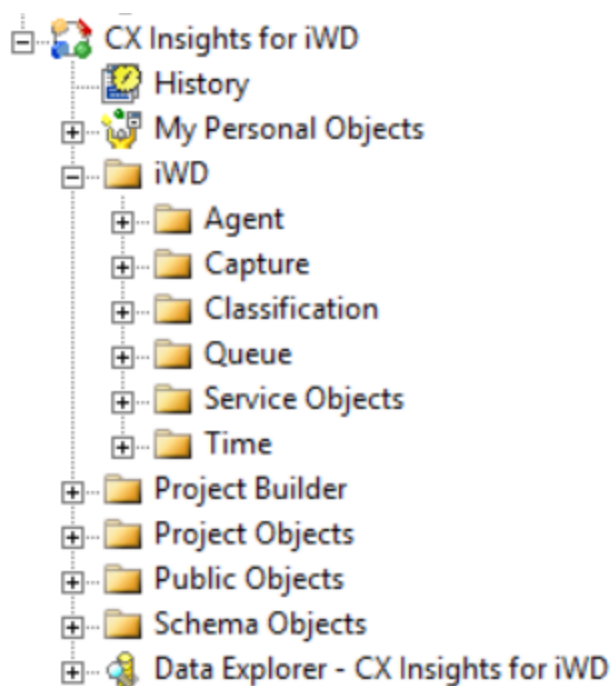 CX Insights for iWD
History
My Personal Objects
iWD
Agent
Capture
Classification
Queue
Service Objects
Time
Project Builder
Project Objects
Public Objects
Schema Objects
Data Explorer - CX Insights for iWD